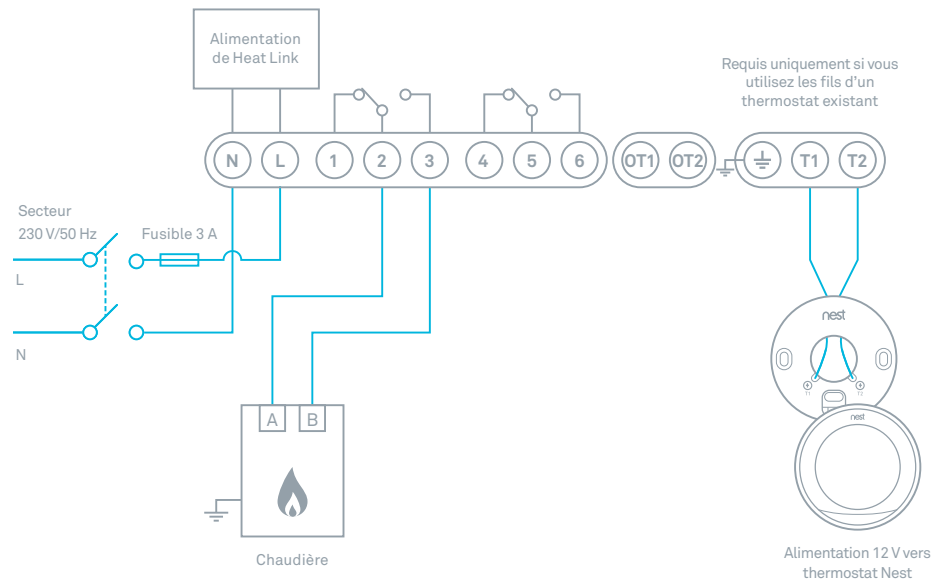 Alimentation
de Heat Link
Requis uniquement si vous
utilisez les fils d'un
thermostat existant
N L 1 2 3 4 5 6 OT1 OT2 T1 T2
Secteur
230 V/50 Hz
Fusible 3 A
L
N
nest
T1 T2
nest
A B
Chaudière
Alimentation 12 V vers
thermostat Nest